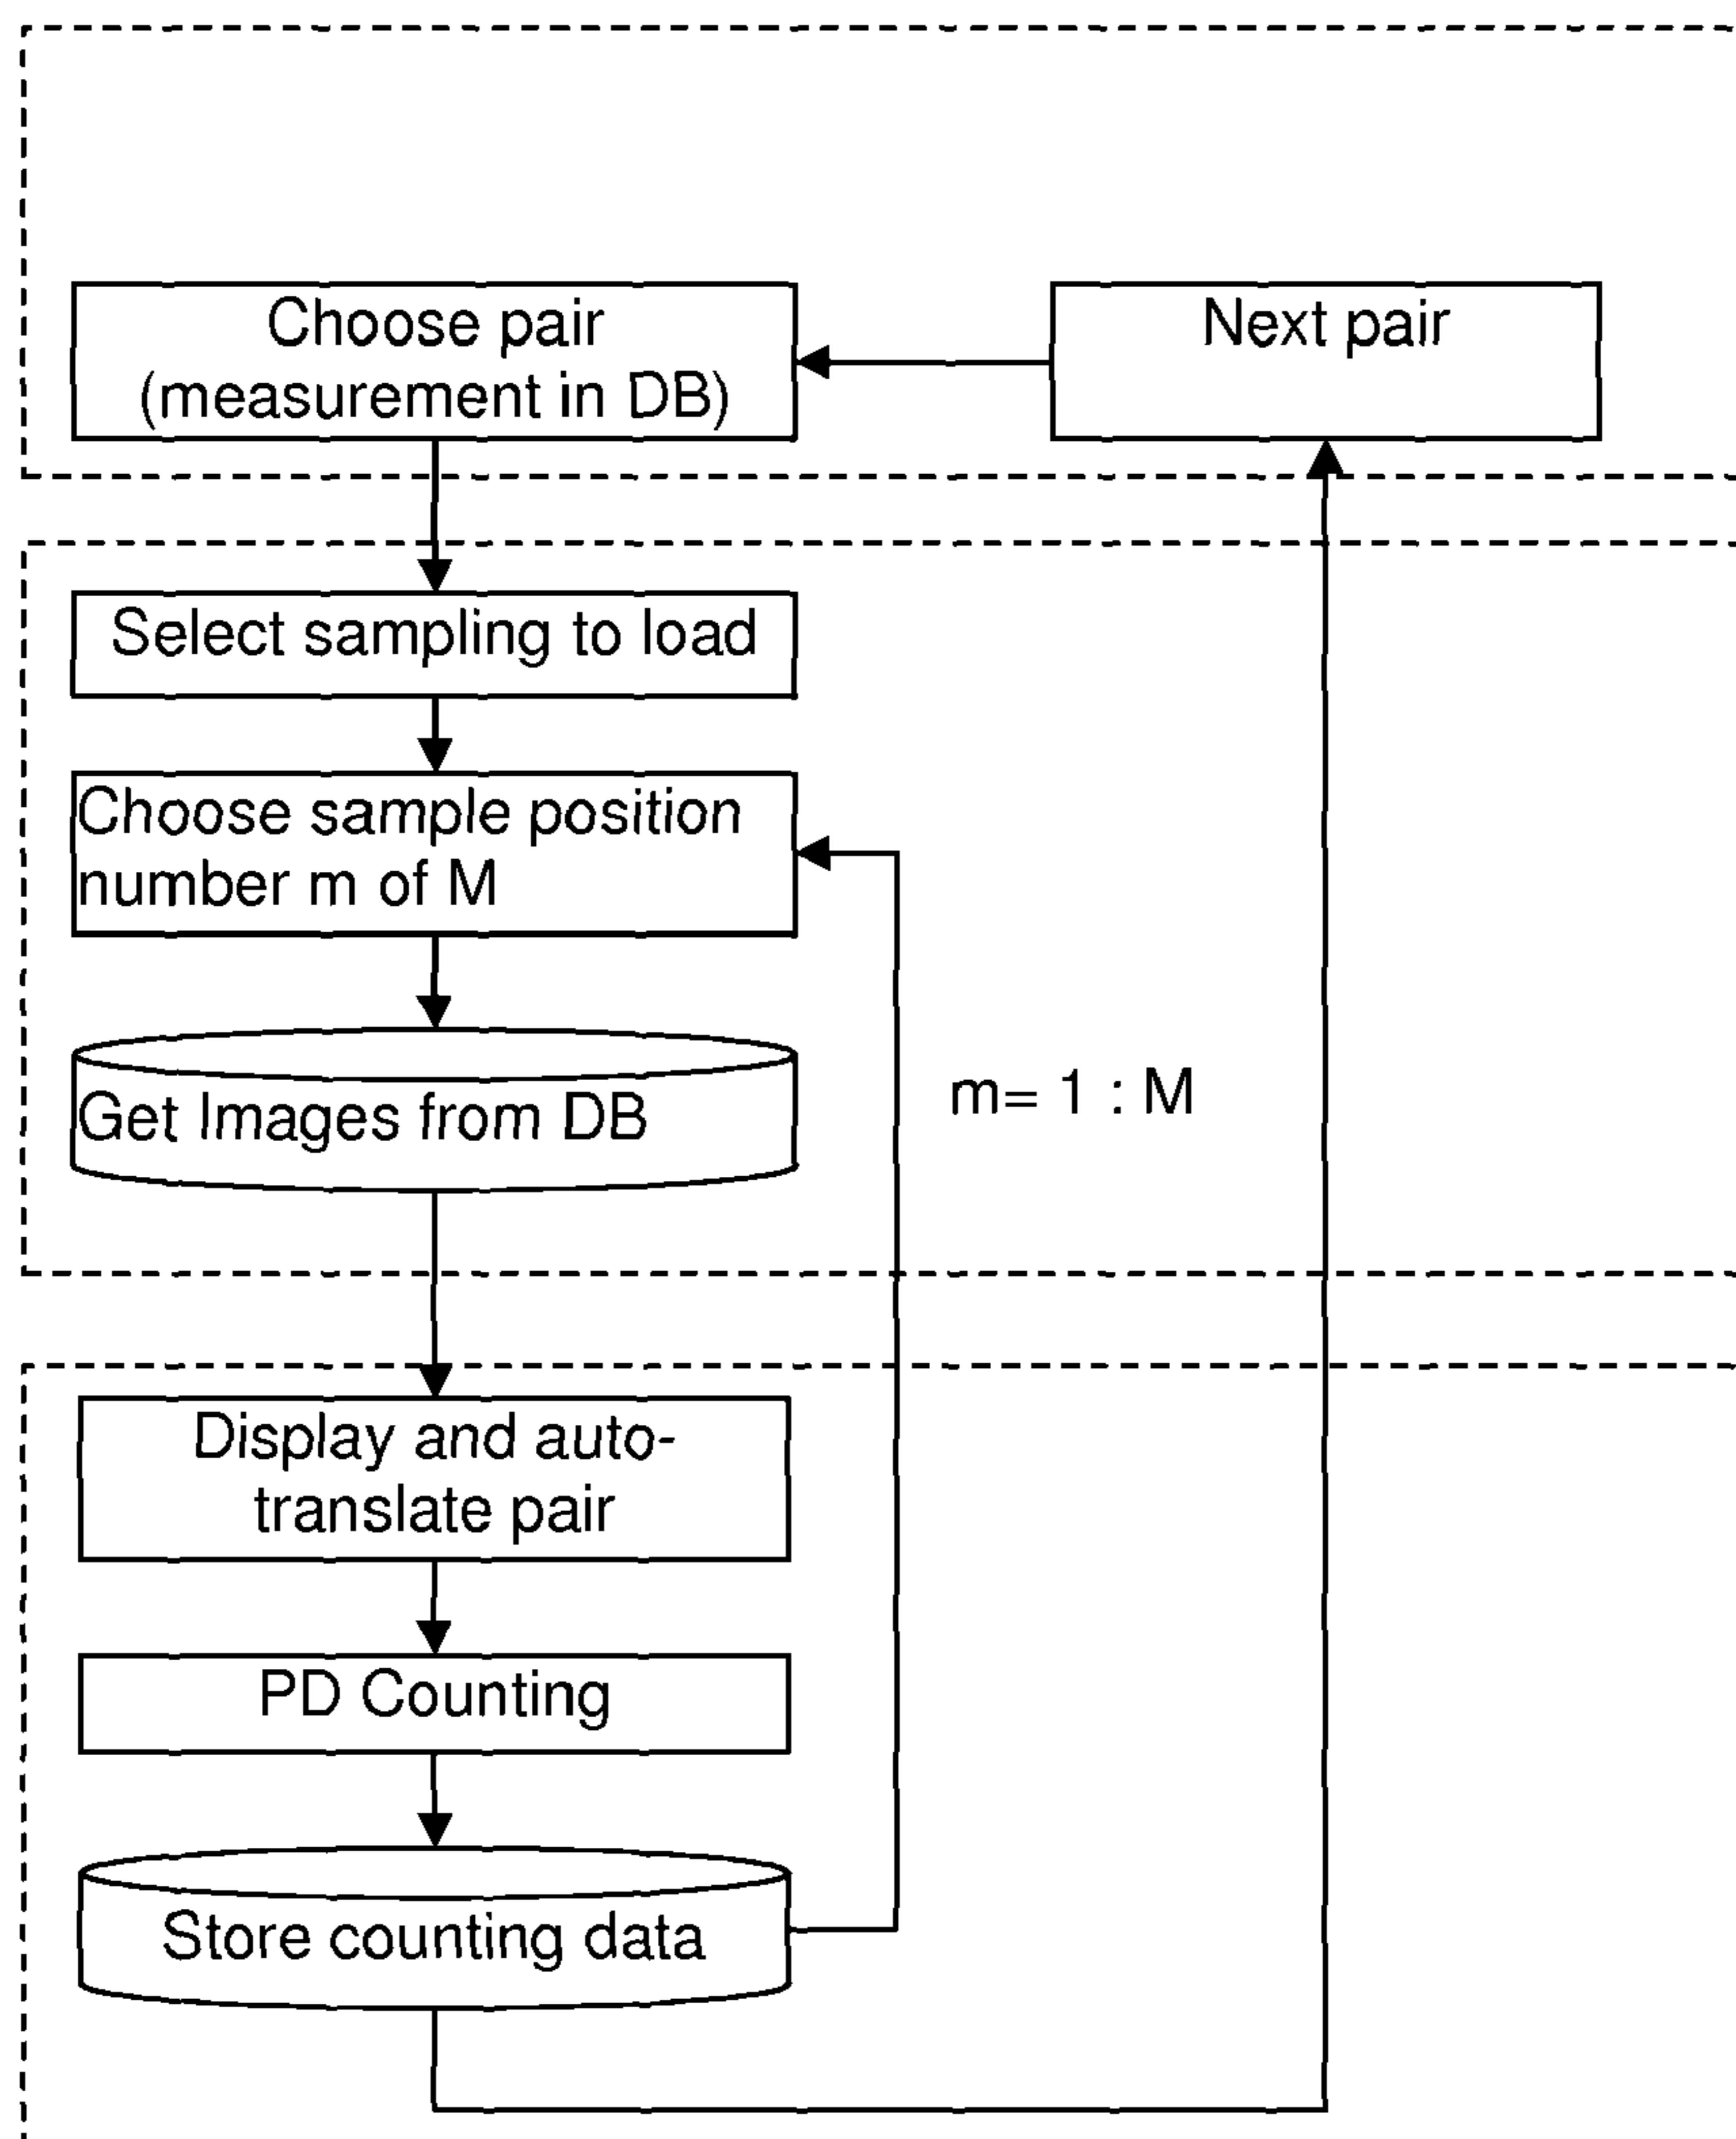 Choose pair
(measurement in DB)
Next pair
Select sampling to load
Choose sample position
number m of M
Get Images from DB
m= 1 : M
Display and auto-
translate pair
PD Counting
Store counting data